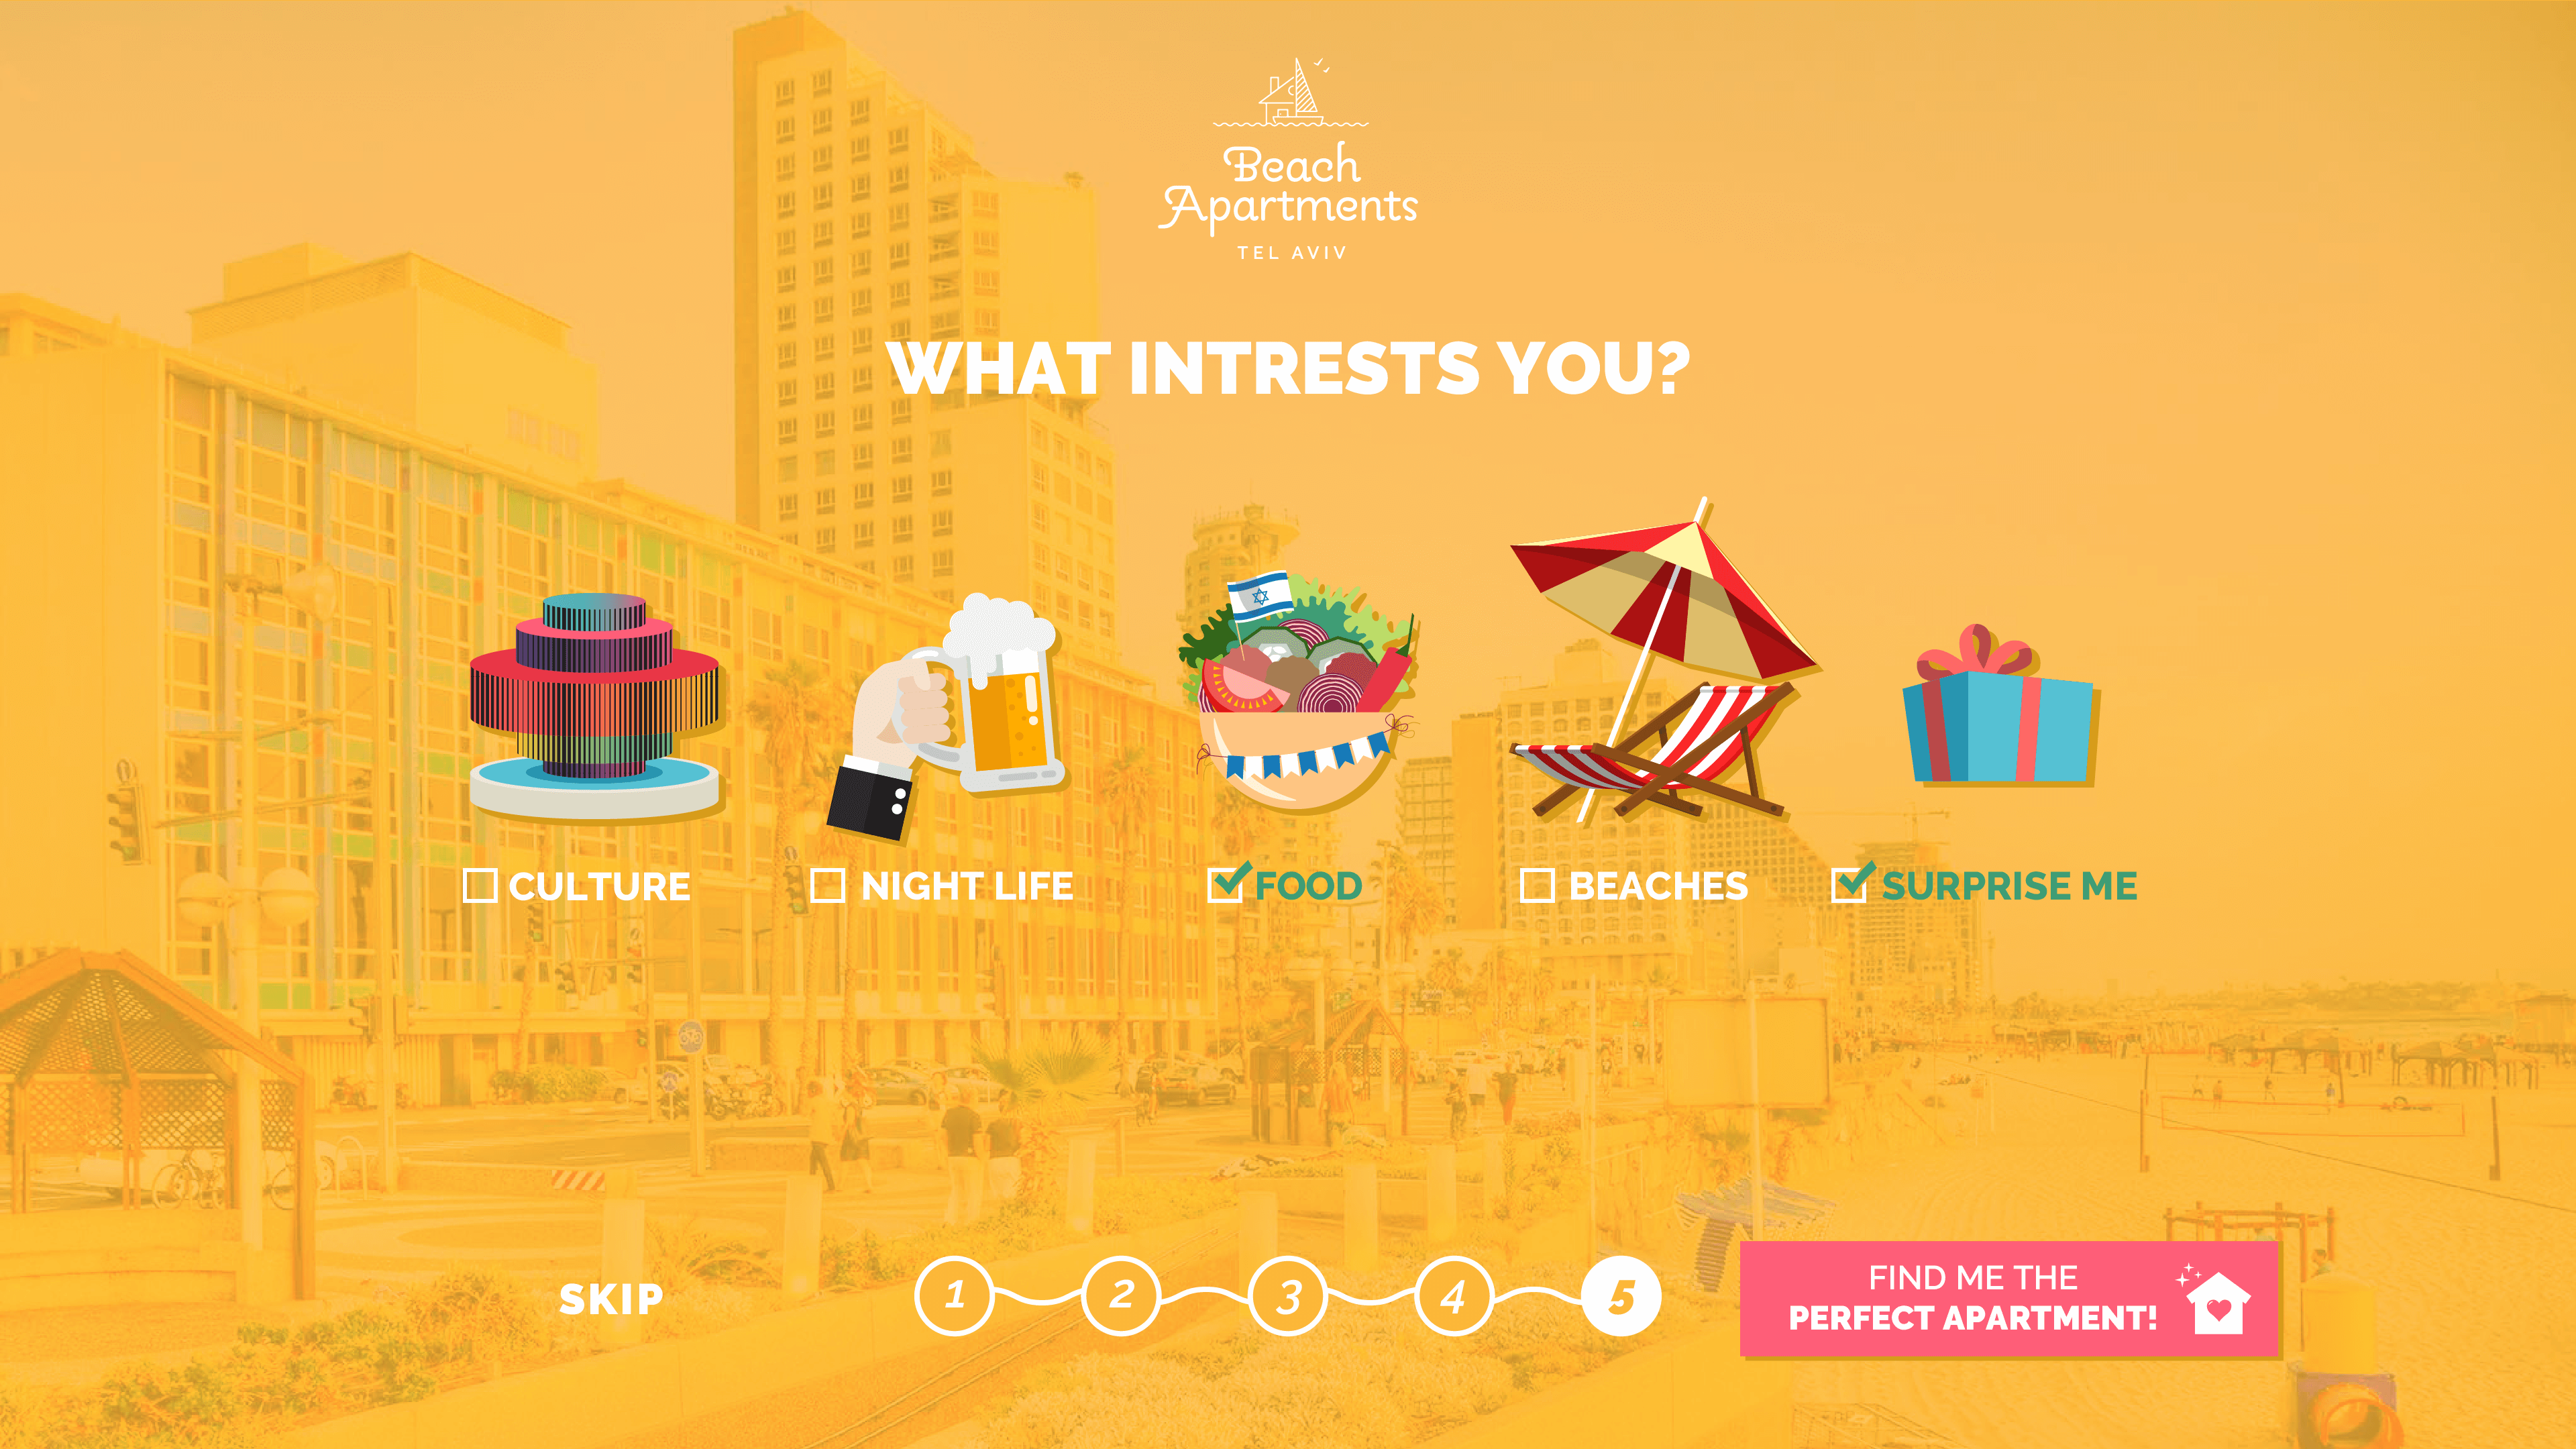 Beach
Apartments
TEL AVIV
WHAT INTRESTS YOU?
CULTURE
NIGHT LIFE
FOOD
BEACHES
SURPRISE ME
SKIP
1
2
3
4
5
FIND ME THE
PERFECT APARTMENT!